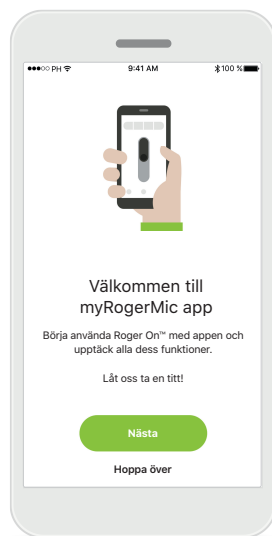 PH 9:41 AM 100 %
Välkommen till
myRogerMic app
Börja använda Roger On™ med appen och
upptäck alla dess funktioner.
Låt oss ta en titt!
Nästa
Hoppa över